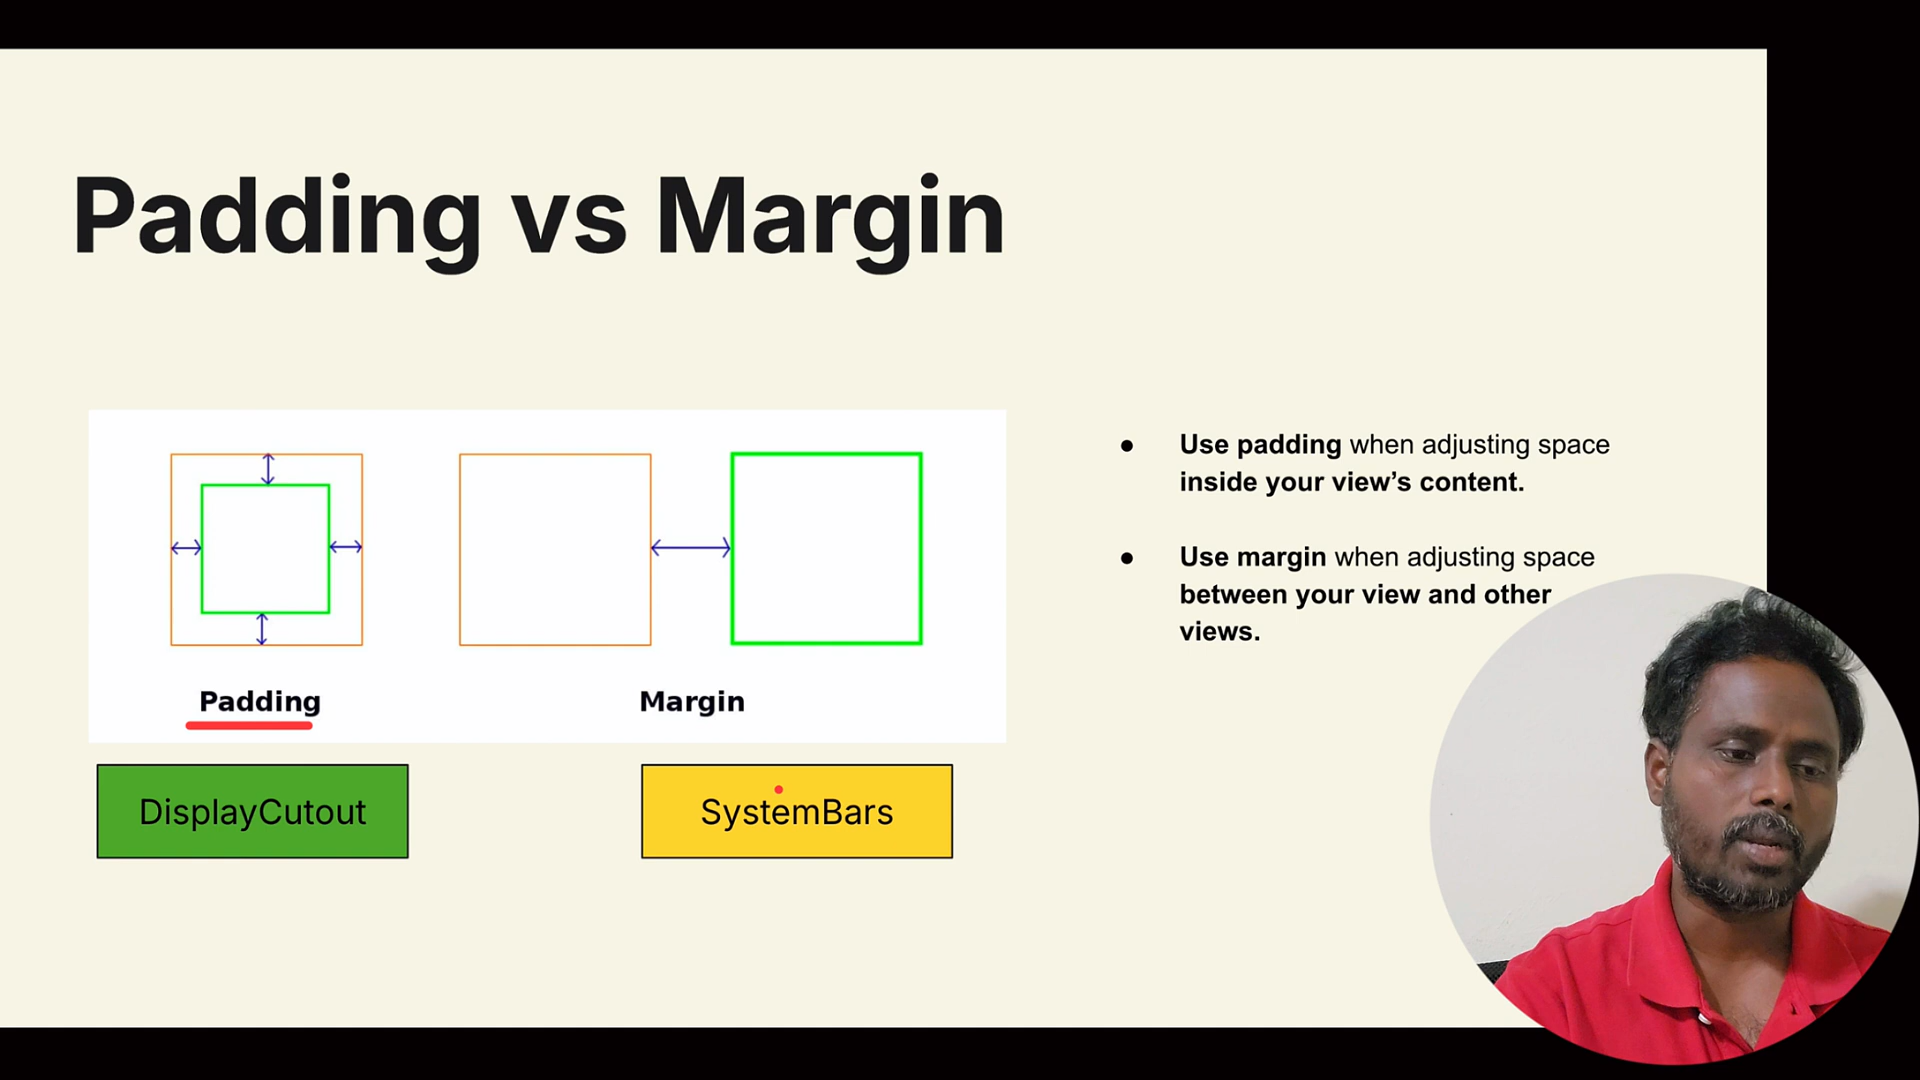 Padding vs Margin
● Use padding when adjusting space
inside your view’s content.
● Use margin when adjusting space
between your view and other
views.
Padding
Margin
DisplayCutout
SystemBars